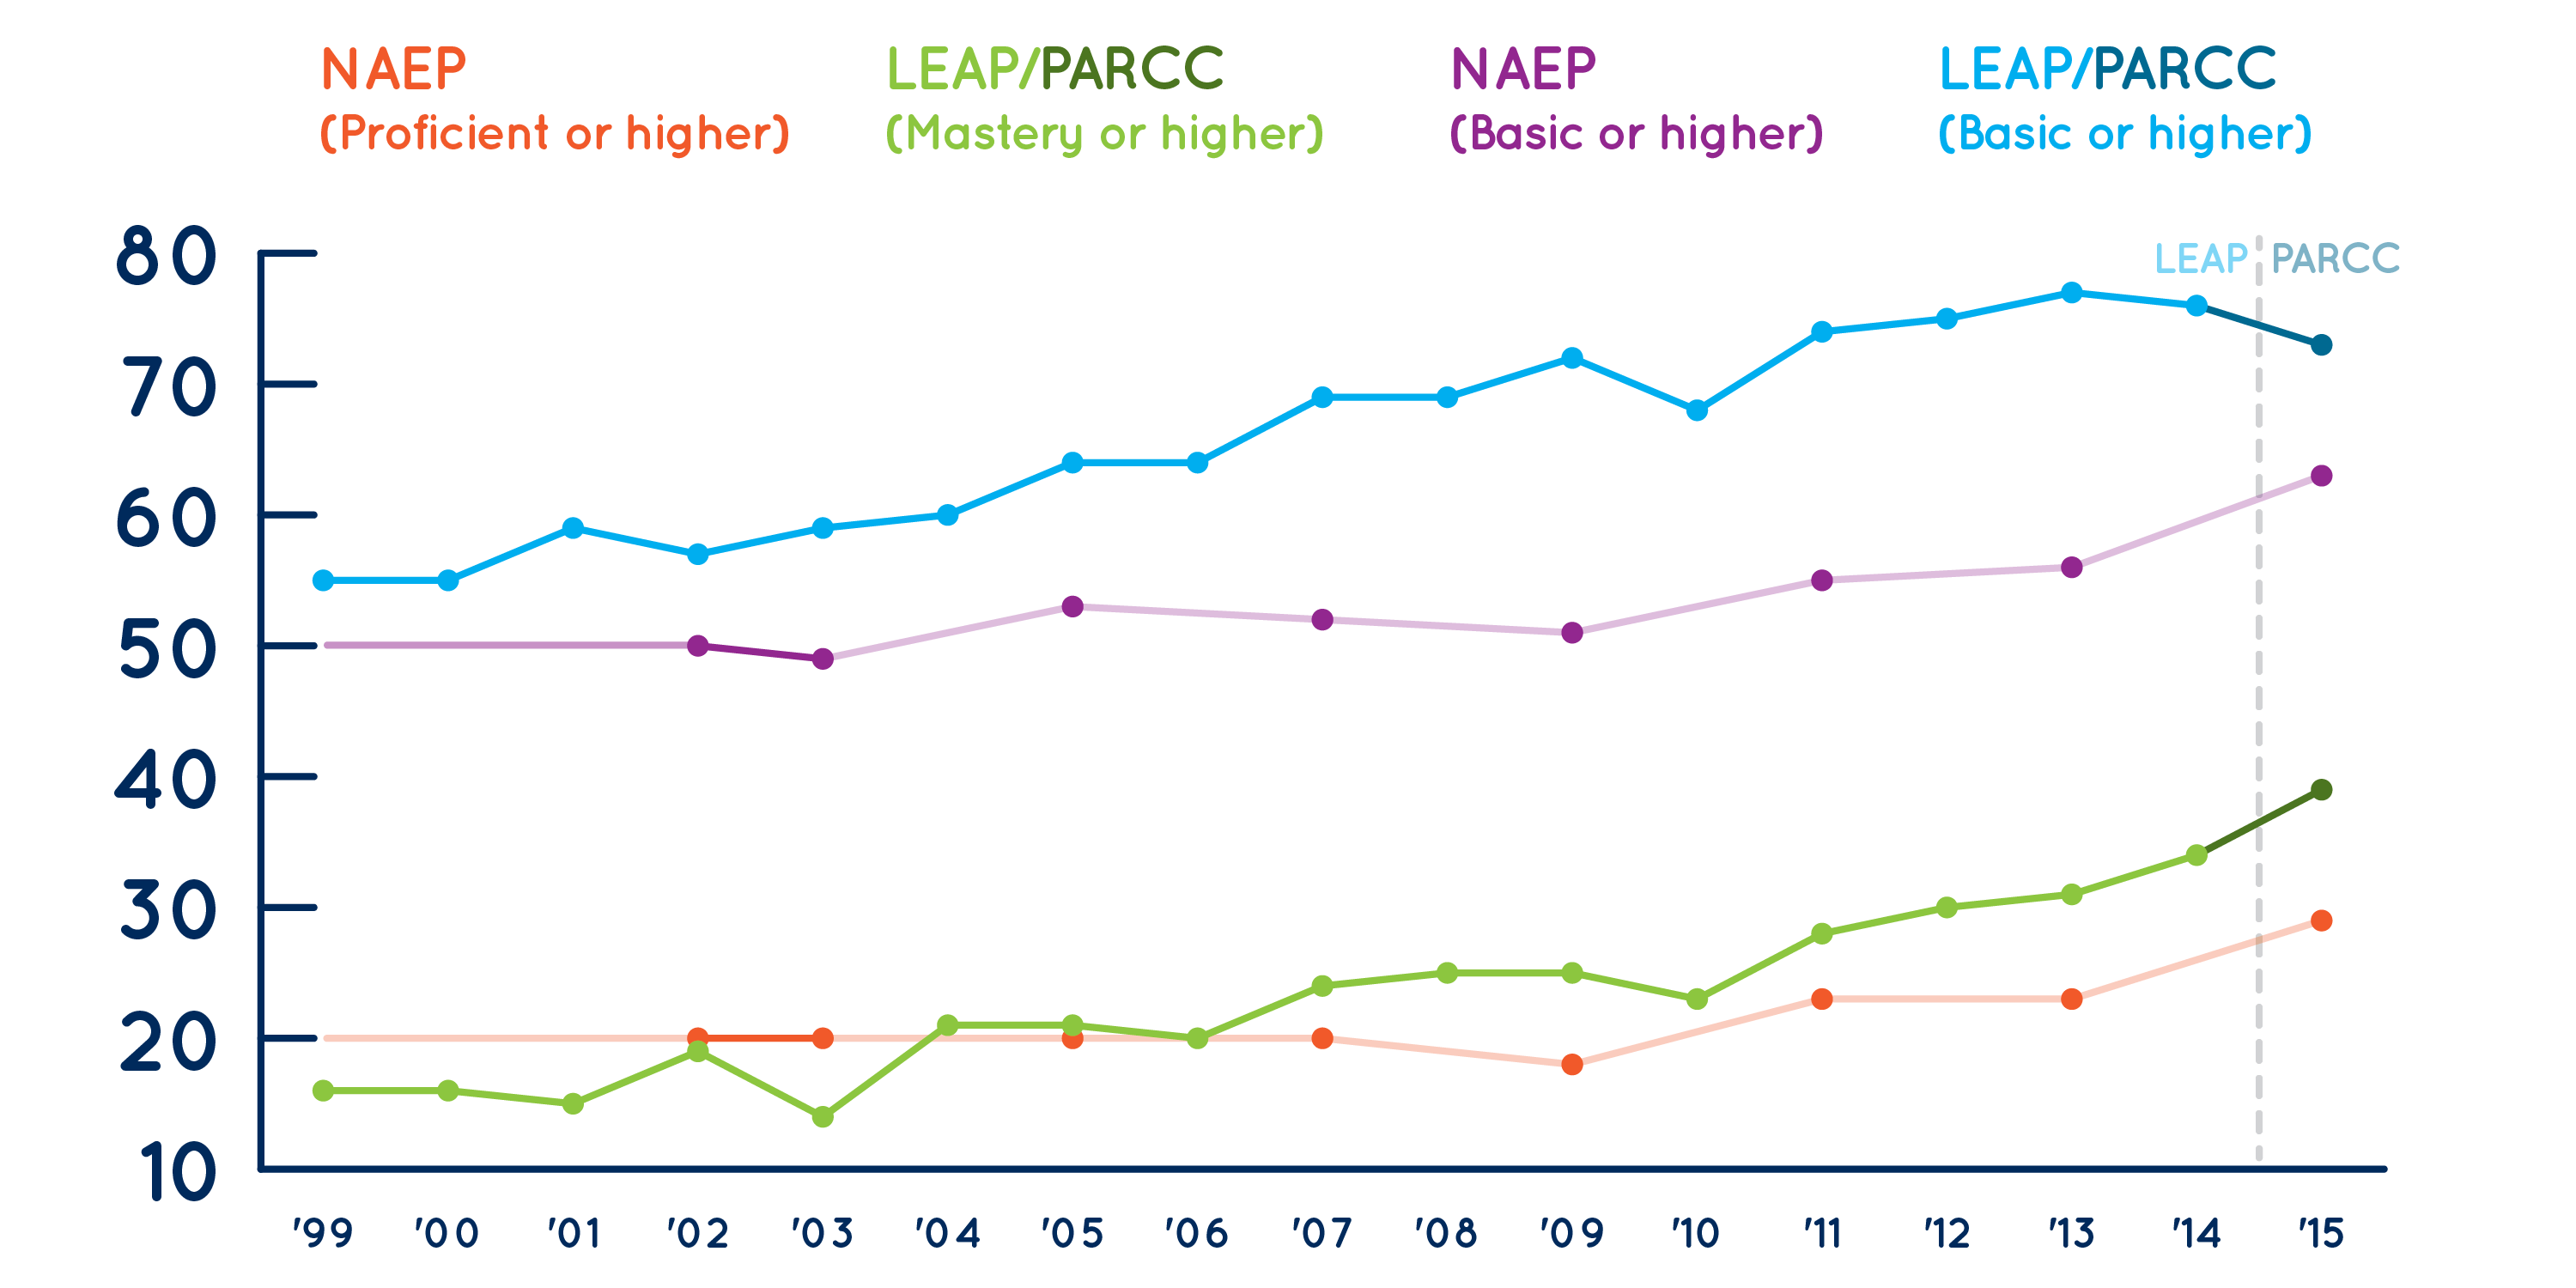 NAEP
(Proficient or higher)
LEAP/PARCC
(Mastery or higher)
NAEP
(Basic or higher)
LEAP/PARCC
(Basic or higher)
LEAP
PARCC
80
70
60
50
40
30
20
10
'99 '00 '01 '02 '03 '04 '05 '06 '07 '08 '09 '10 '11 '12 '13 '14 '15